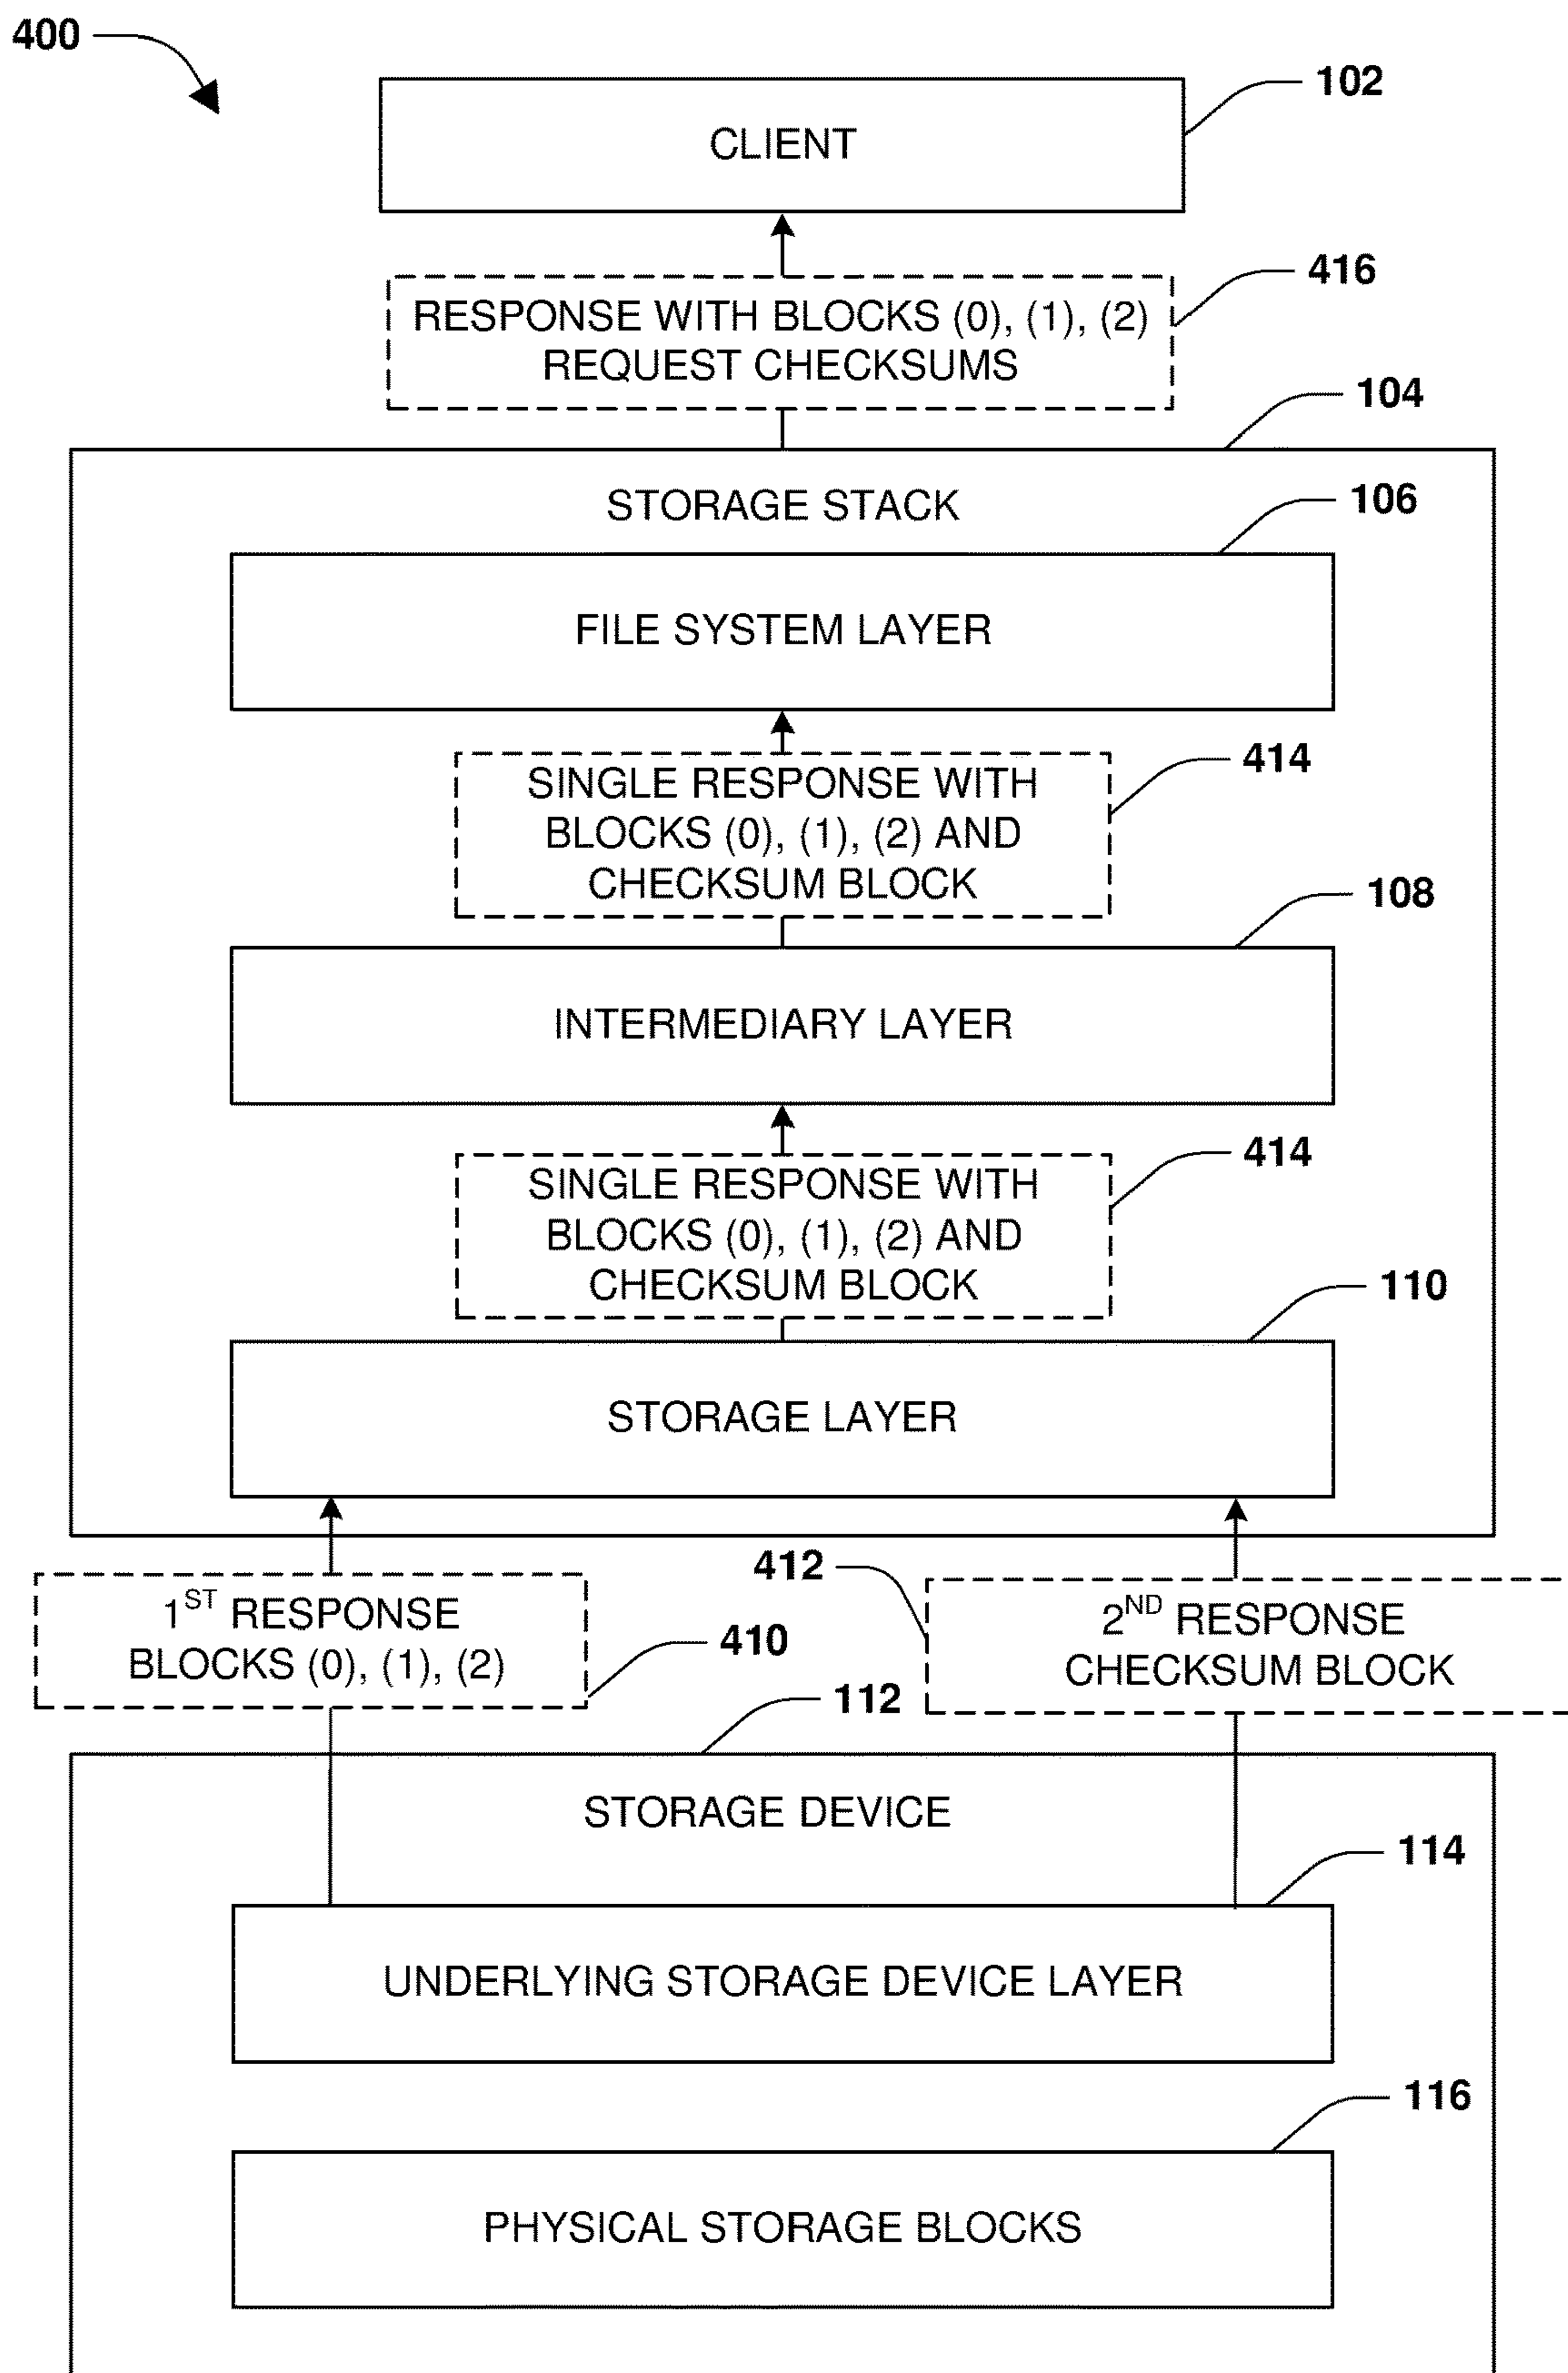 400
102
CLIENT
416
RESPONSE WITH BLOCKS (0), (1), (2)
REQUEST CHECKSUMS
104
STORAGE STACK
106
FILE SYSTEM LAYER
414
SINGLE RESPONSE WITH
BLOCKS (0), (1), (2) AND
CHECKSUM BLOCK
108
INTERMEDIARY LAYER
414
SINGLE RESPONSE WITH
BLOCKS (0), (1), (2) AND
CHECKSUM BLOCK
110
STORAGE LAYER
1ST RESPONSE
BLOCKS (0), (1), (2)
410
412
2ND RESPONSE
CHECKSUM BLOCK
112
STORAGE DEVICE
114
UNDERLYING STORAGE DEVICE LAYER
116
PHYSICAL STORAGE BLOCKS